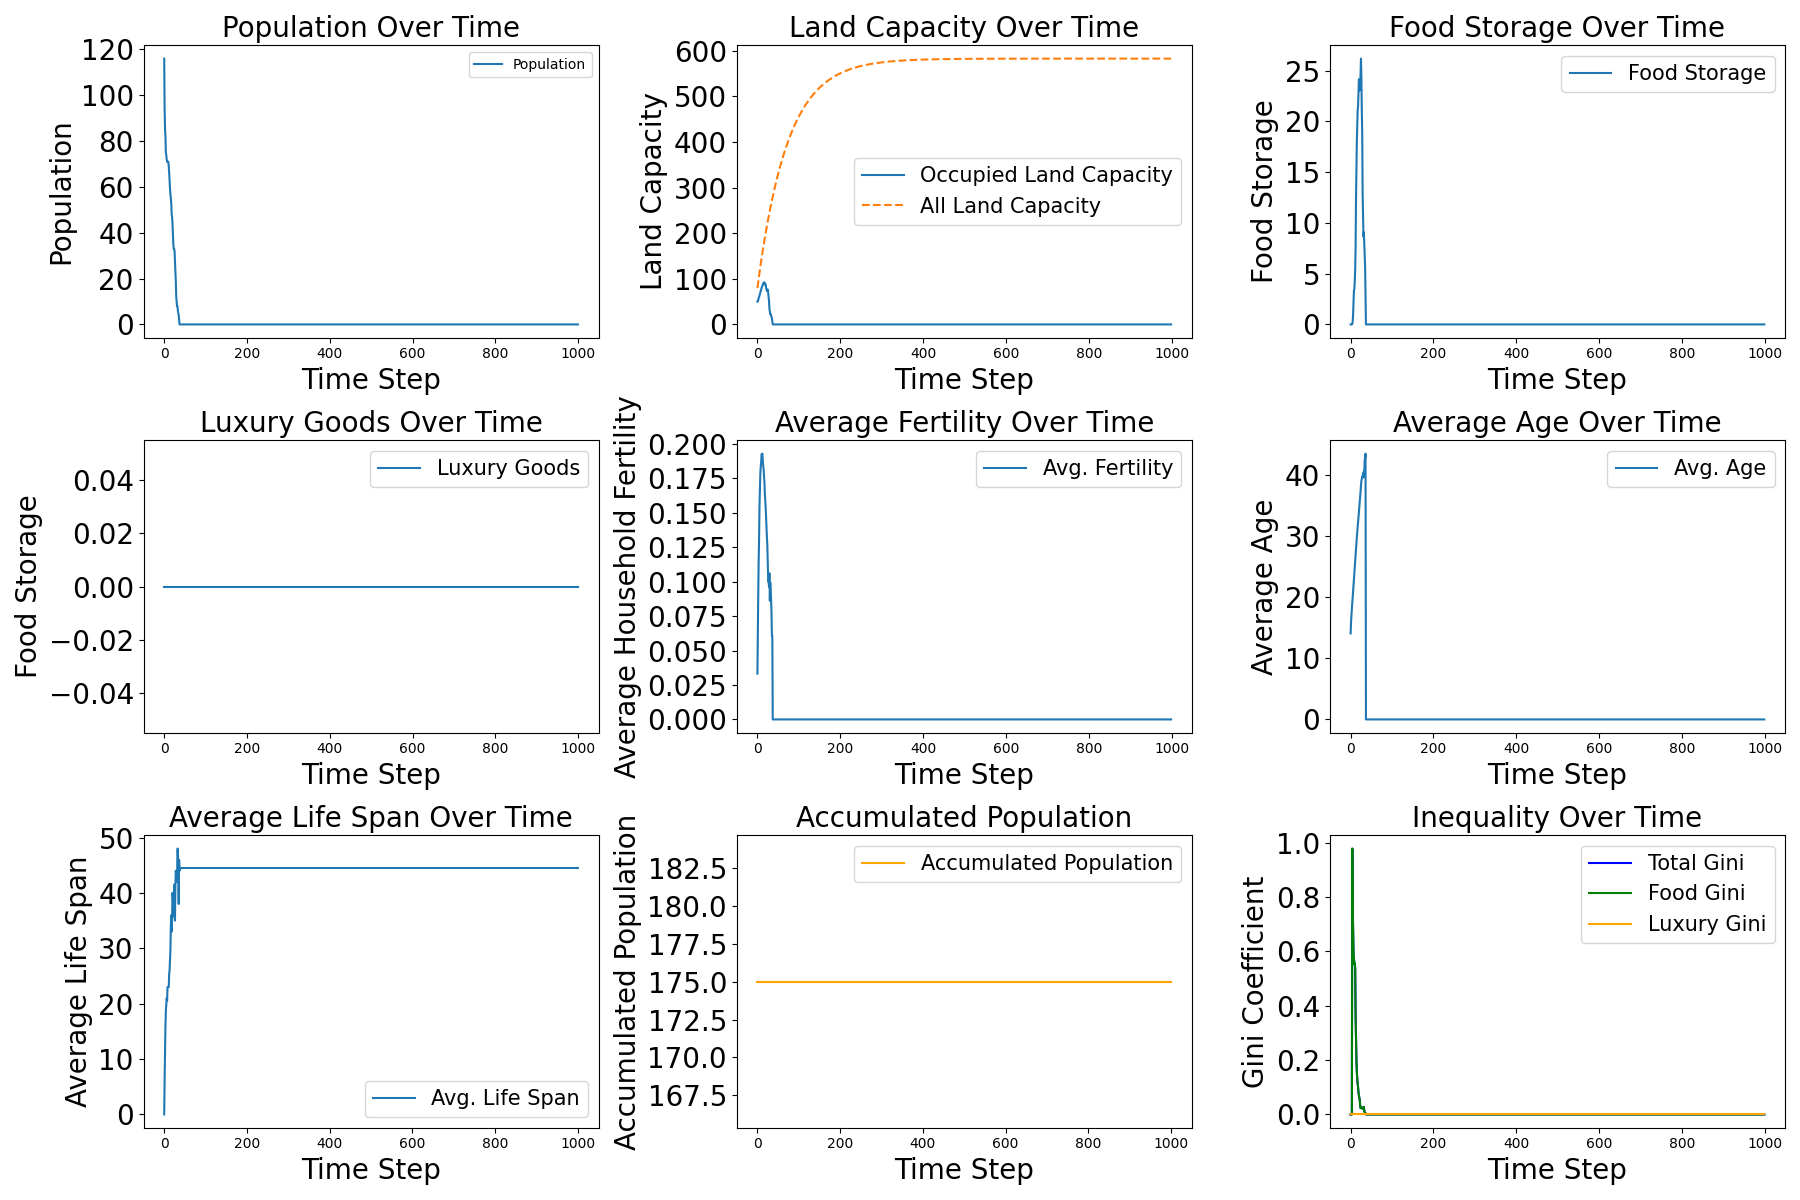 Population Over Time
Population
120
100
80
60
40
20
0
Population
0 200 400 600 800 1000
Time Step
Land Capacity Over Time
Land Capacity
600
500
400
300
200
100
0
Occupied Land Capacity
All Land Capacity
0 200 400 600 800 1000
Time Step
Food Storage Over Time
Food Storage
25
20
15
10
5
0
Food Storage
0 200 400 600 800 1000
Time Step
Luxury Goods Over Time
Food Storage
0.04
0.02
0.00
−0.02
−0.04
Luxury Goods
0 200 400 600 800 1000
Time Step
Average Fertility Over Time
Average Household Fertility
0.200
0.175
0.150
0.125
0.100
0.075
0.050
0.025
0.000
Avg. Fertility
0 200 400 600 800 1000
Time Step
Average Age Over Time
Average Age
40
30
20
10
0
Avg. Age
0 200 400 600 800 1000
Time Step
Average Life Span Over Time
Average Life Span
50
40
30
20
10
0
Avg. Life Span
0 200 400 600 800 1000
Time Step
Accumulated Population
Accumulated Population
182.5
180.0
177.5
175.0
172.5
170.0
167.5
Accumulated Population
0 200 400 600 800 1000
Time Step
Inequality Over Time
Gini Coefficient
1.0
0.8
0.6
0.4
0.2
0.0
Total Gini
Food Gini
Luxury Gini
0 200 400 600 800 1000
Time Step